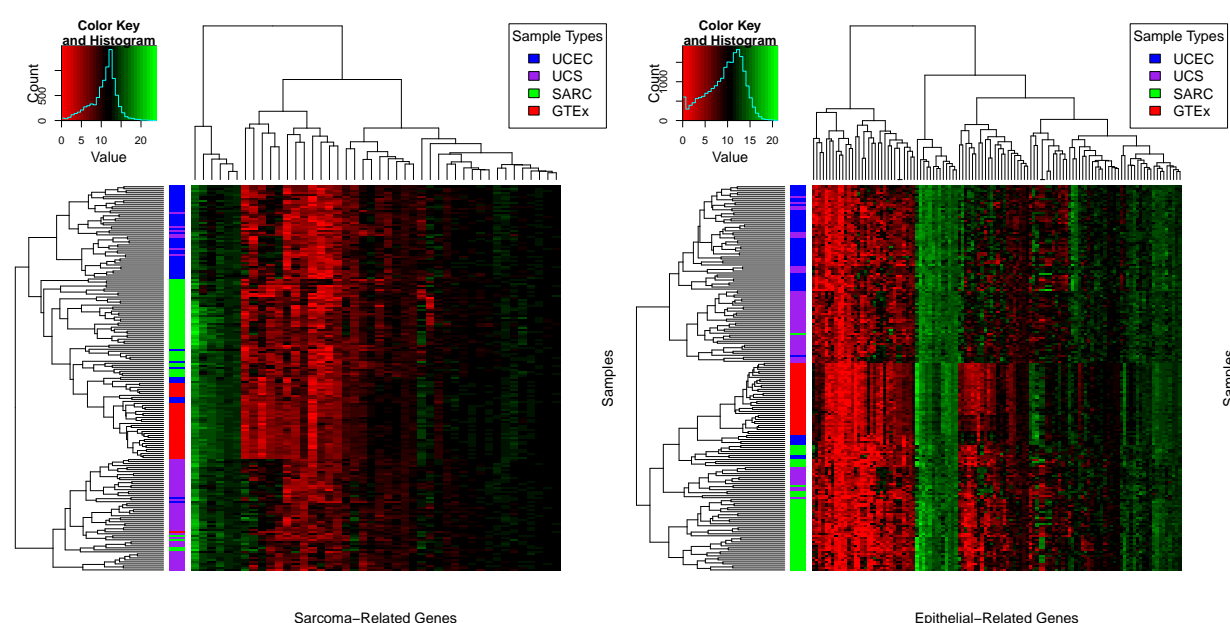 Color Key
and Histogram
Count
0 500
0 5 10 15 20
Value
Sample Types
UCEC
UCS
SARC
GTEx
Samples
Sarcoma−Related Genes
Color Key
and Histogram
Count
0 1000
0 5 10 15 20
Value
Sample Types
UCEC
UCS
SARC
GTEx
Samples
Epithelial−Related Genes